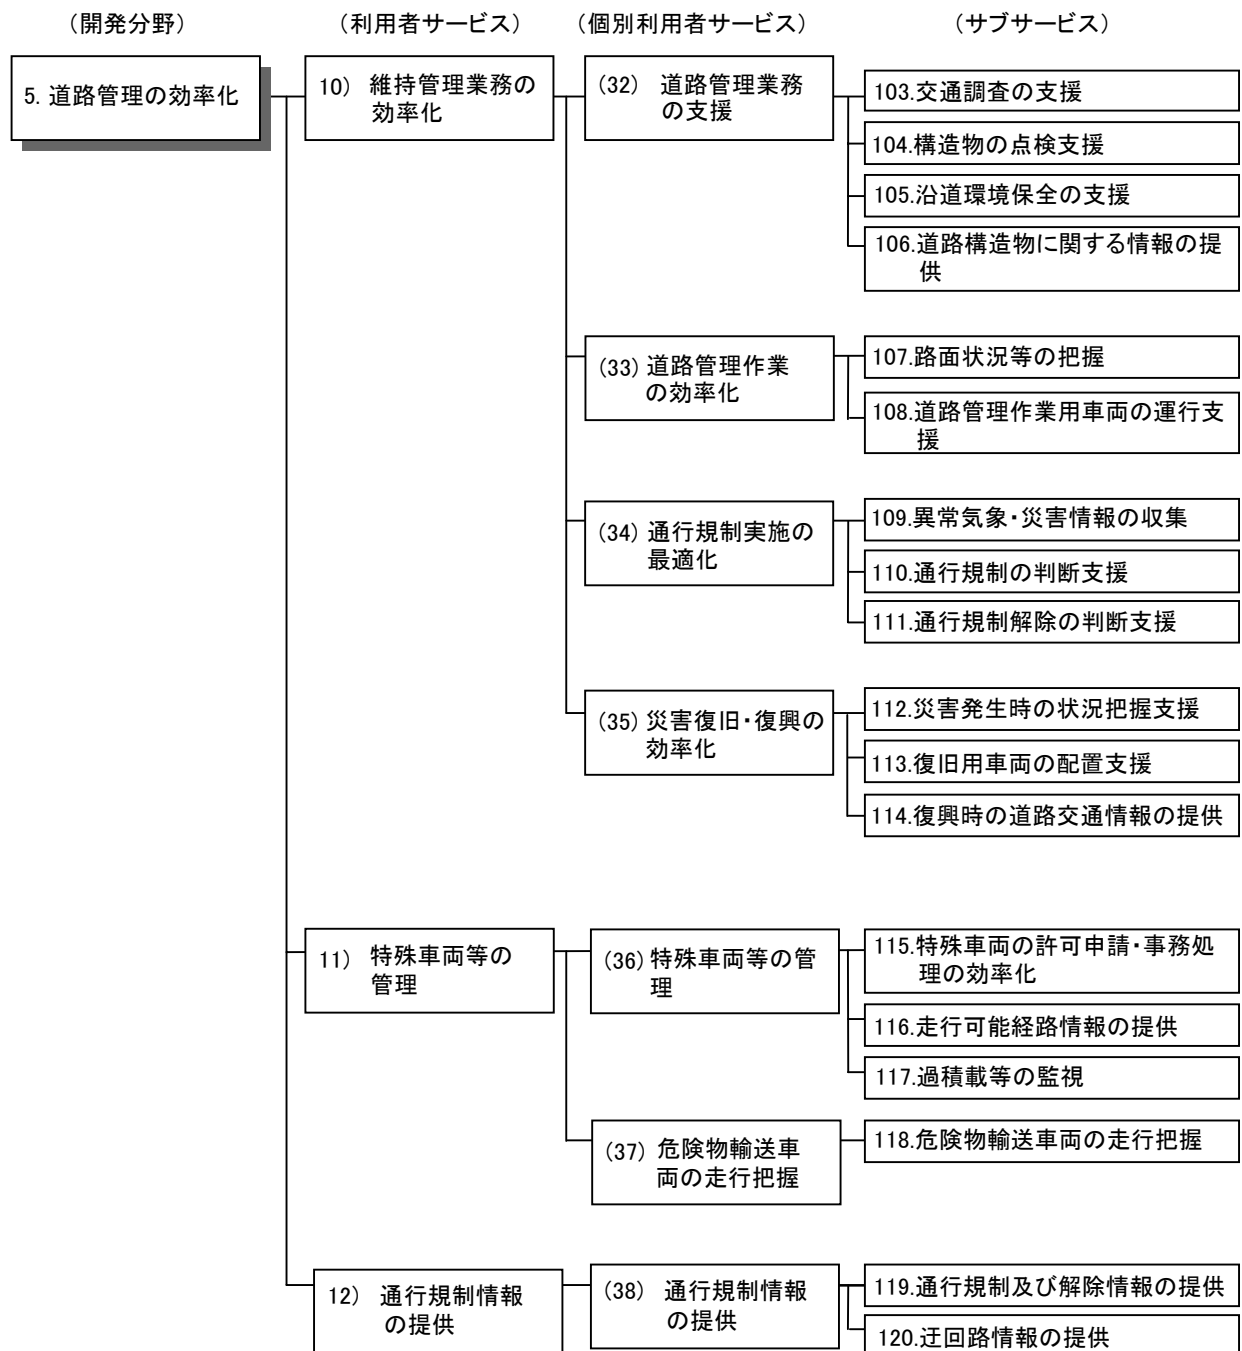 （開発分野）
（利用者サービス）
（個別利用者サービス）
（サブサービス）
5. 道路管理の効率化
10） 維持管理業務の
効率化
(32) 道路管理業務
の支援
103.交通調査の支援
104.構造物の点検支援
105.沿道環境保全の支援
106.道路構造物に関する情報の提
供
(33) 道路管理作業
の効率化
107.路面状況等の把握
108.道路管理作業用車両の運行支
援
(34) 通行規制実施の
最適化
109.異常気象・災害情報の収集
110.通行規制の判断支援
111.通行規制解除の判断支援
(35) 災害復旧・復興の
効率化
112.災害発生時の状況把握支援
113.復旧用車両の配置支援
114.復興時の道路交通情報の提供
11） 特殊車両等の
管理
(36) 特殊車両等の管
理
115.特殊車両の許可申請・事務処
理の効率化
116.走行可能経路情報の提供
117.過積載等の監視
(37) 危険物輸送車
両の走行把握
118.危険物輸送車両の走行把握
12） 通行規制情報
の提供
(38) 通行規制情報
の提供
119.通行規制及び解除情報の提供
120.迂回路情報の提供